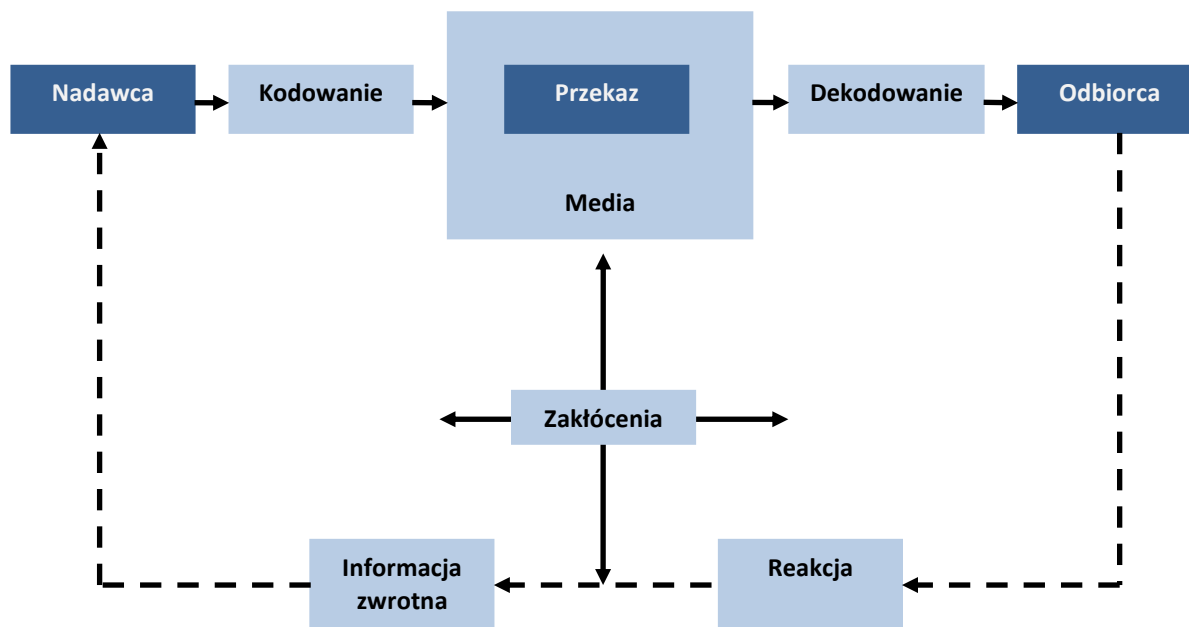 Nadawca
Kodowanie
Przekaz
Dekodowanie
Odbiorca
Media
Zakłócenia
Informacja
zwrotna
Reakcja